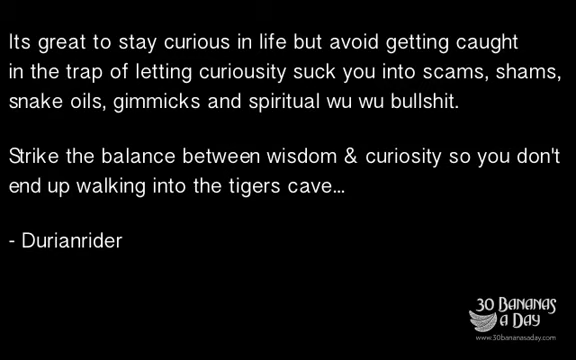 Its great to stay curious in life but avoid getting caught
in the trap of letting curiousity suck you into scams, shams,
snake oils, gimmicks and spiritual wu wu bullshit.
Strike the balance between wisdom & curiosity so you don't
end up walking into the tigers cave...
- Durianrider
30 BANANAS
A DAY
www.30bananasaday.com